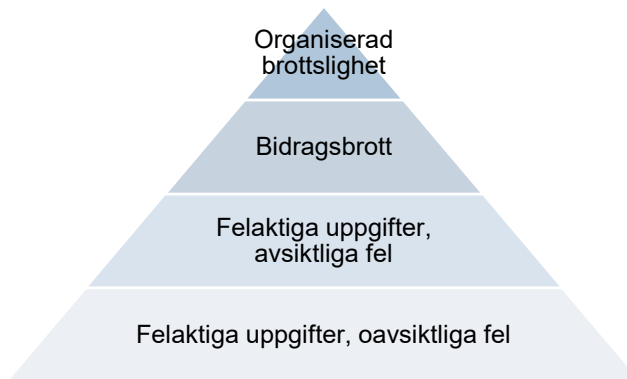 Organiserad
brottslighet
Bidragsbrott
Felaktiga uppgifter,
avsiktliga fel
Felaktiga uppgifter, oavsiktliga fel